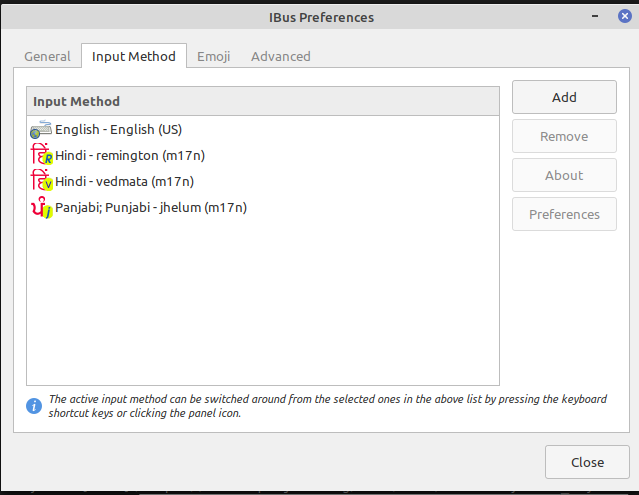 IBus Preferences
General Input Method Emoji Advanced
Input Method
English - English (US)
Hindi - remington (m17n)
Hindi - vedmata (m17n)
Panjabi; Punjabi - jhelum (m17n)
Add
Remove
About
Preferences
The active input method can be switched around from the selected ones in the above list by pressing the keyboard
shortcut keys or clicking the panel icon.
Close